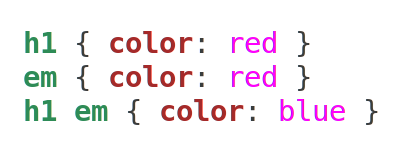 h1 { color: red }
em { color: red }
h1 em { color: blue }